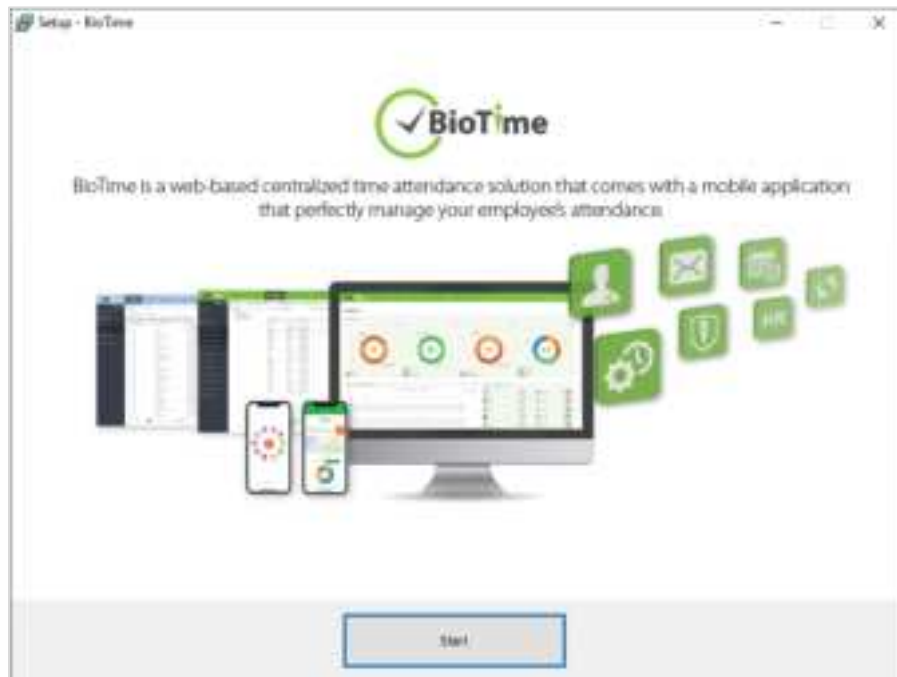 Setup - BioTime
BioTime
BioTime is a web-based centralized time attendance solution that comes with a mobile application
that perfectly manage your employee's attendance
HR
Start